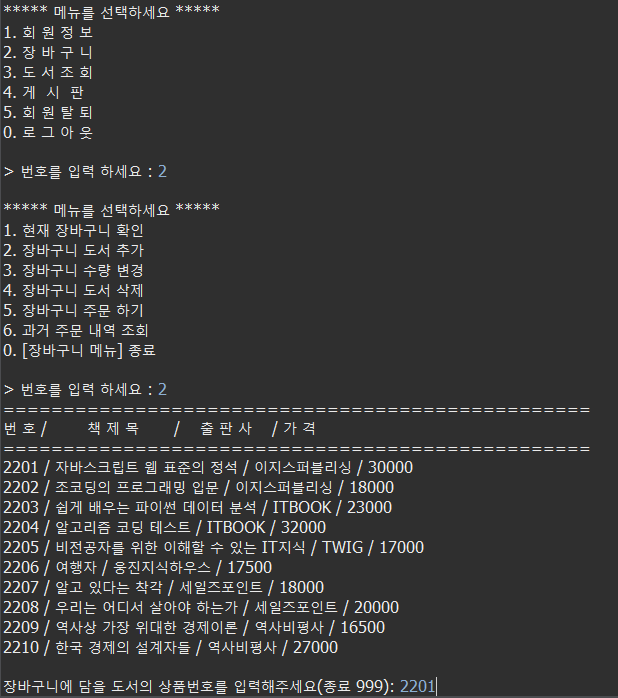 ***** 메뉴를 선택하세요 *****
1. 회 원 정 보
2. 장 바 구 니
3. 도 서 조 회
4. 게  시  판
5. 회 원 탈 퇴
0. 로 그 아 웃
> 번호를 입력 하세요 : 2
***** 메뉴를 선택하세요 *****
1. 현재 장바구니 확인
2. 장바구니 도서 추가
3. 장바구니 수량 변경
4. 장바구니 도서 삭제
5. 장바구니 주문 하기
6. 과거 주문 내역 조회
0. [장바구니 메뉴] 종료
> 번호를 입력 하세요 : 2
==================================================
번 호 /        책 제 목        /    출 판 사    / 가 격
==================================================
2201 / 자바스크립트 웹 표준의 정석 / 이지스퍼블리싱 / 30000
2202 / 조코딩의 프로그래밍 입문 / 이지스퍼블리싱 / 18000
2203 / 쉽게 배우는 파이썬 데이터 분석 / ITBOOK / 23000
2204 / 알고리즘 코딩 테스트 / ITBOOK / 32000
2205 / 비전공자를 위한 이해할 수 있는 IT지식 / TWIG / 17000
2206 / 여행자 / 웅진지식하우스 / 17500
2207 / 알고 있다는 착각 / 세일즈포인트 / 18000
2208 / 우리는 어디서 살아야 하는가 / 세일즈포인트 / 20000
2209 / 역사상 가장 위대한 경제이론 / 역사비평사 / 16500
2210 / 한국 경제의 설계자들 / 역사비평사 / 27000
장바구니에 담을 도서의 상품번호를 입력해주세요(종료 999): 2201